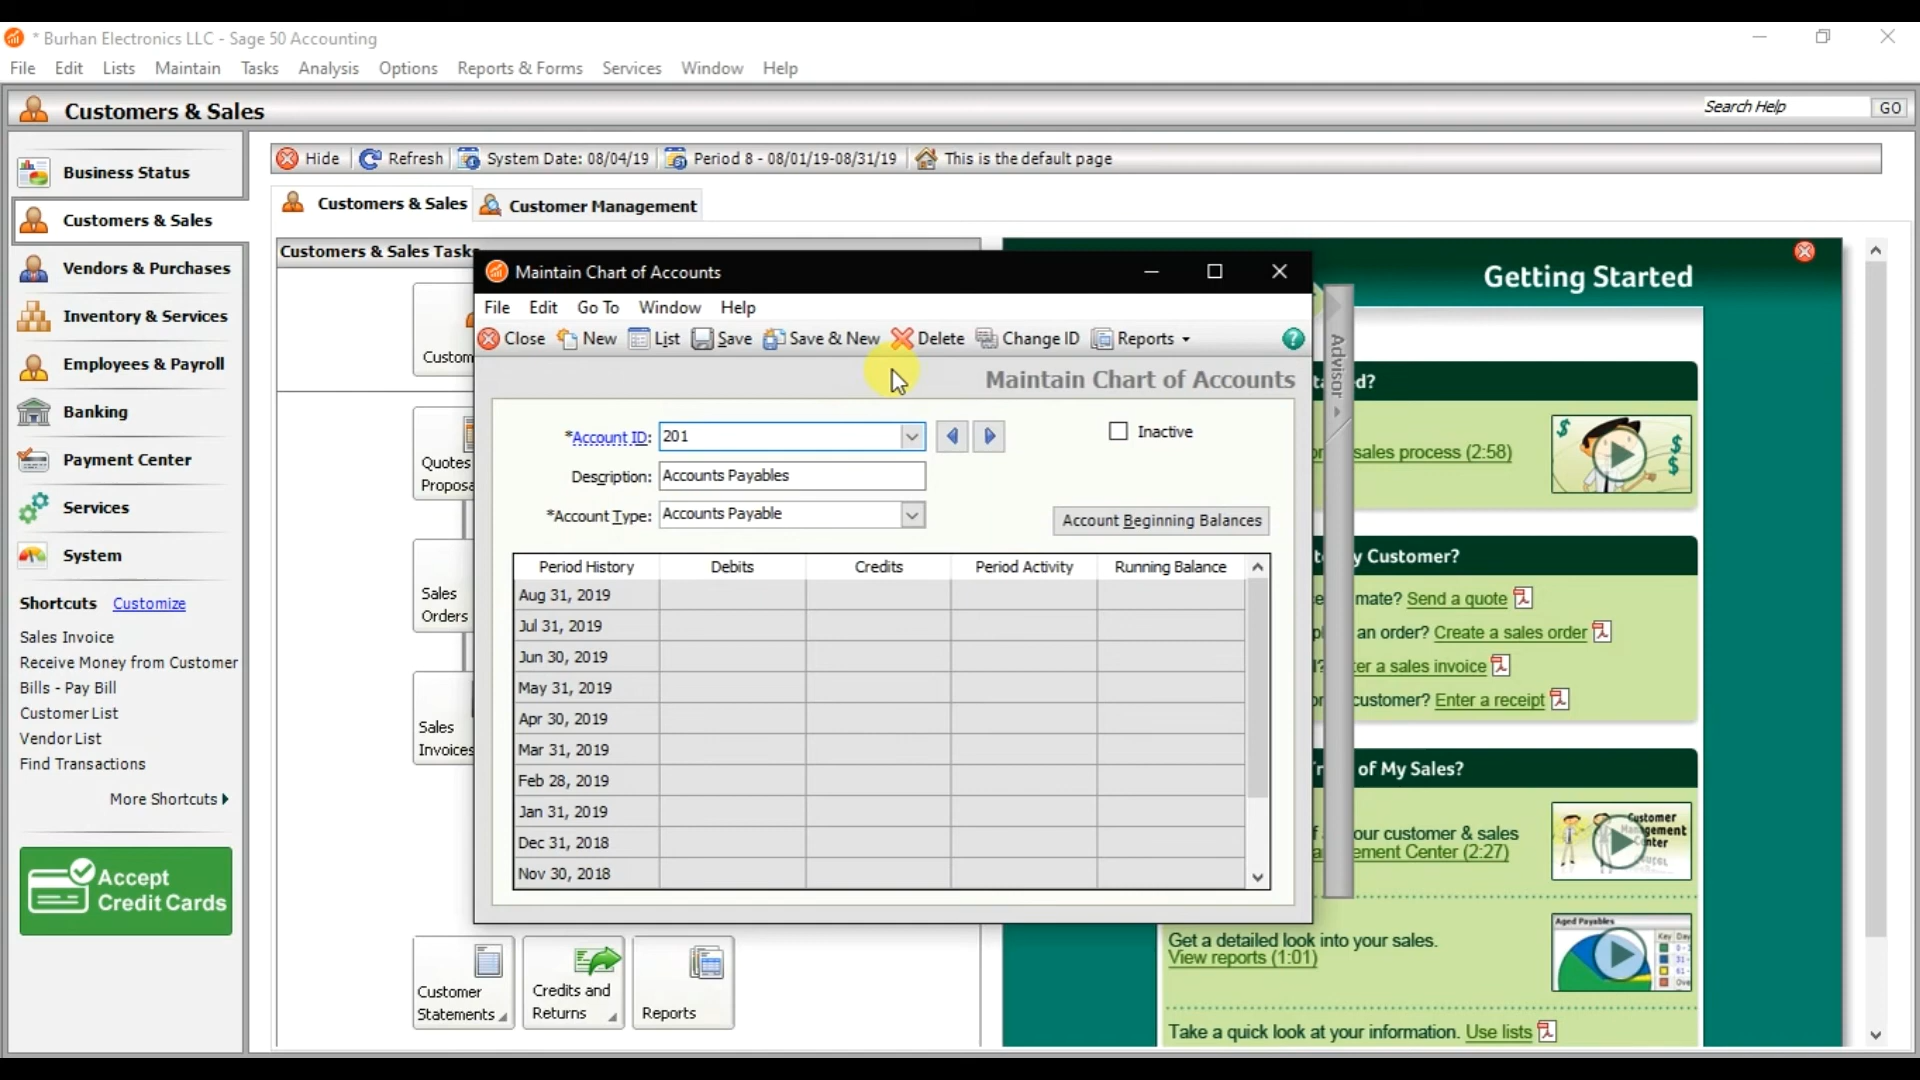 * Burhan Electronics LLC - Sage 50 Accounting
File Edit Lists Maintain Tasks Analysis Options Reports & Forms Services Window Help
Customers & Sales
Search Help GO
Business Status
Customers & Sales
Vendors & Purchases
Inventory & Services
Employees & Payroll
Banking
Payment Center
Services
System
Shortcuts Customize
Sales Invoice
Receive Money from Customer
Bills - Pay Bill
Customer List
Vendor List
Find Transactions
More Shortcuts
Accept
Credit Cards
Hide Refresh System Date: 08/04/19 Period 8 - 08/01/19-08/31/19 This is the default page
Customers & Sales Customer Management
Customers & Sales Tasks
Custom
Quotes
Proposa
Sales
Orders
Sales
Invoices
Customer
Statements
Credits and
Returns
Reports
Maintain Chart of Accounts
File Edit Go To Window Help
Close New List Save Save & New Delete Change ID Reports
Maintain Chart of Accounts
*Account ID: 201
Inactive
Description: Accounts Payables
*Account Type: Accounts Payable
Account Beginning Balances
Period History Debits Credits Period Activity Running Balance
Aug 31, 2019
Jul 31, 2019
Jun 30, 2019
May 31, 2019
Apr 30, 2019
Mar 31, 2019
Feb 28, 2019
Jan 31, 2019
Dec 31, 2018
Nov 30, 2018
Advisor
Getting Started
d?
sales process (2:58)
y Customer?
mate? Send a quote
an order? Create a sales order
er a sales invoice
customer? Enter a receipt
of My Sales?
our customer & sales
ement Center (2:27)
Customer
Center
Get a detailed look into your sales.
View reports (1:01)
Aged Payables
Key
Take a quick look at your information. Use lists